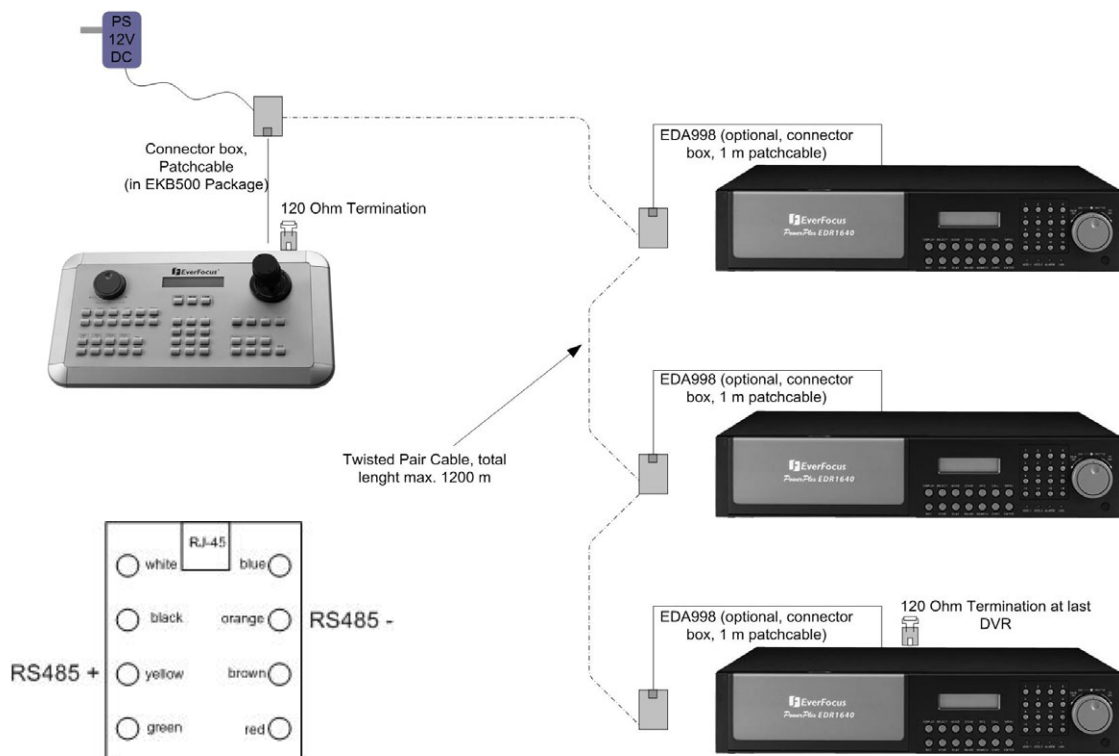 PS
12V
DC
Connector box,
Patchcable
(in EKB500 Package)
120 Ohm Termination
EverFocus
EDA998 (optional, connector
box, 1 m patchcable)
EverFocus
PowerPlex EDR1640
EDA998 (optional, connector
box, 1 m patchcable)
EverFocus
PowerPlex EDR1640
Twisted Pair Cable, total
lenght max. 1200 m
EDA998 (optional, connector
box, 1 m patchcable)
120 Ohm Termination at last
DVR
EverFocus
PowerPlex EDR1640
RJ-45
white blue
black orange RS485 -
RS485 + yellow brown
green red